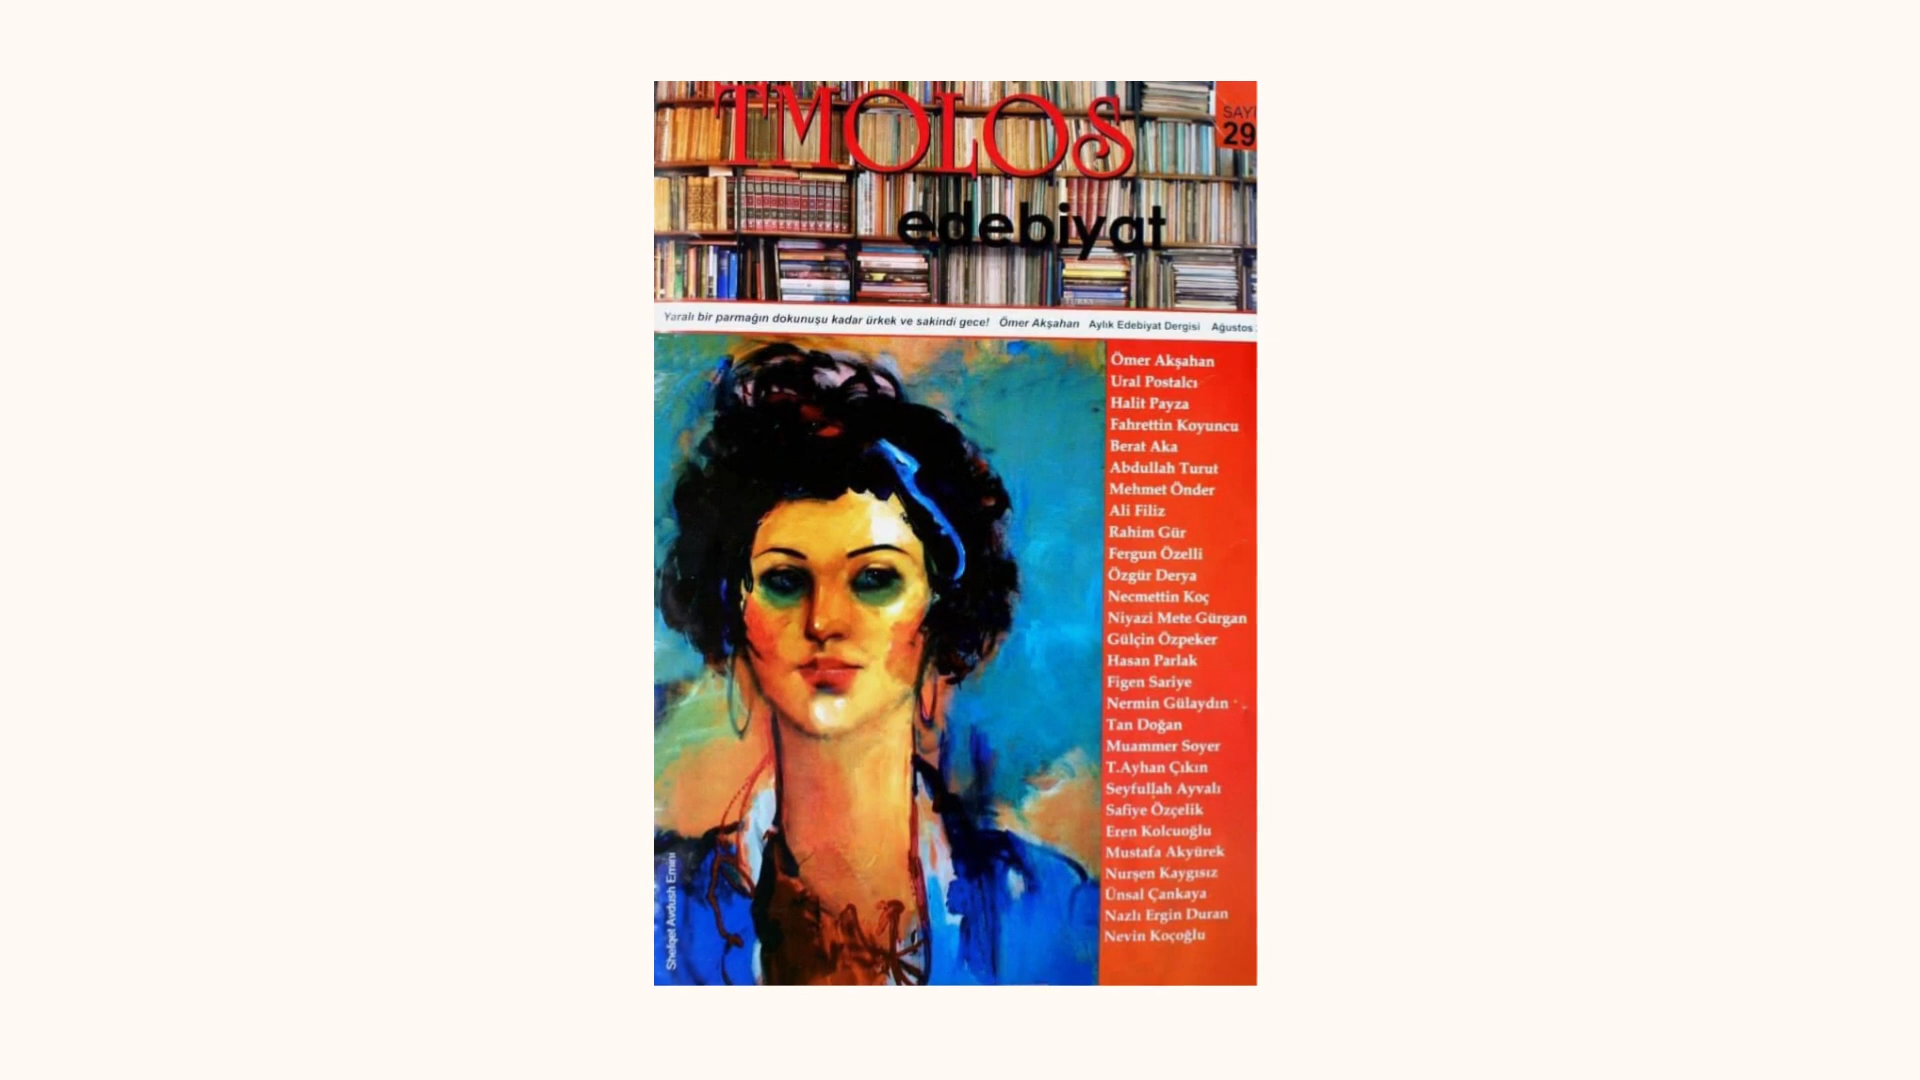 TMOLOS
SAYI
29
edebiyat
Yaralı bir parmağın dokunuşu kadar ürkek ve sakindi gece! Ömer Akşahan Aylık Edebiyat Dergisi Ağustos
Ömer Akşahan
Ural Postalcı
Halit Payza
Fahrettin Koyuncu
Berat Aka
Abdullah Turut
Mehmet Önder
Ali Filiz
Rahim Gür
Fergun Özelli
Özgür Derya
Necmettin Koç
Niyazi Mete Gürgan
Gülçin Özpeker
Hasan Parlak
Figen Sariye
Nermin Gülaydın
Tan Doğan
Muammer Soyer
T.Ayhan Çıkın
Seyfullah Ayvalı
Safiye Özçelik
Eren Kolcuoğlu
Mustafa Akyürek
Nurşen Kaygısız
Ünsal Çankaya
Nazlı Ergin Duran
Nevin Koçoğlu
Shefqet Avdush Emini